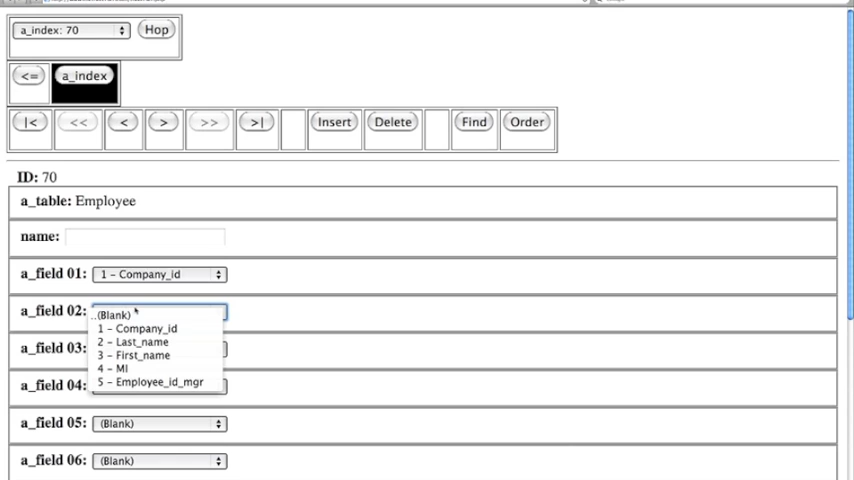 a_index: 70 Hop
<= a_index
|< << < > >> >| Insert Delete Find Order
ID: 70
a_table: Employee
name:
a_field 01: 1 - Company_id
a_field 02:
..(Blank)
1 - Company_id
2 - Last_name
a_field 03:
3 - First_name
4 - MI
a_field 04:
5 - Employee_id_mgr
a_field 05: (Blank)
a_field 06: (Blank)